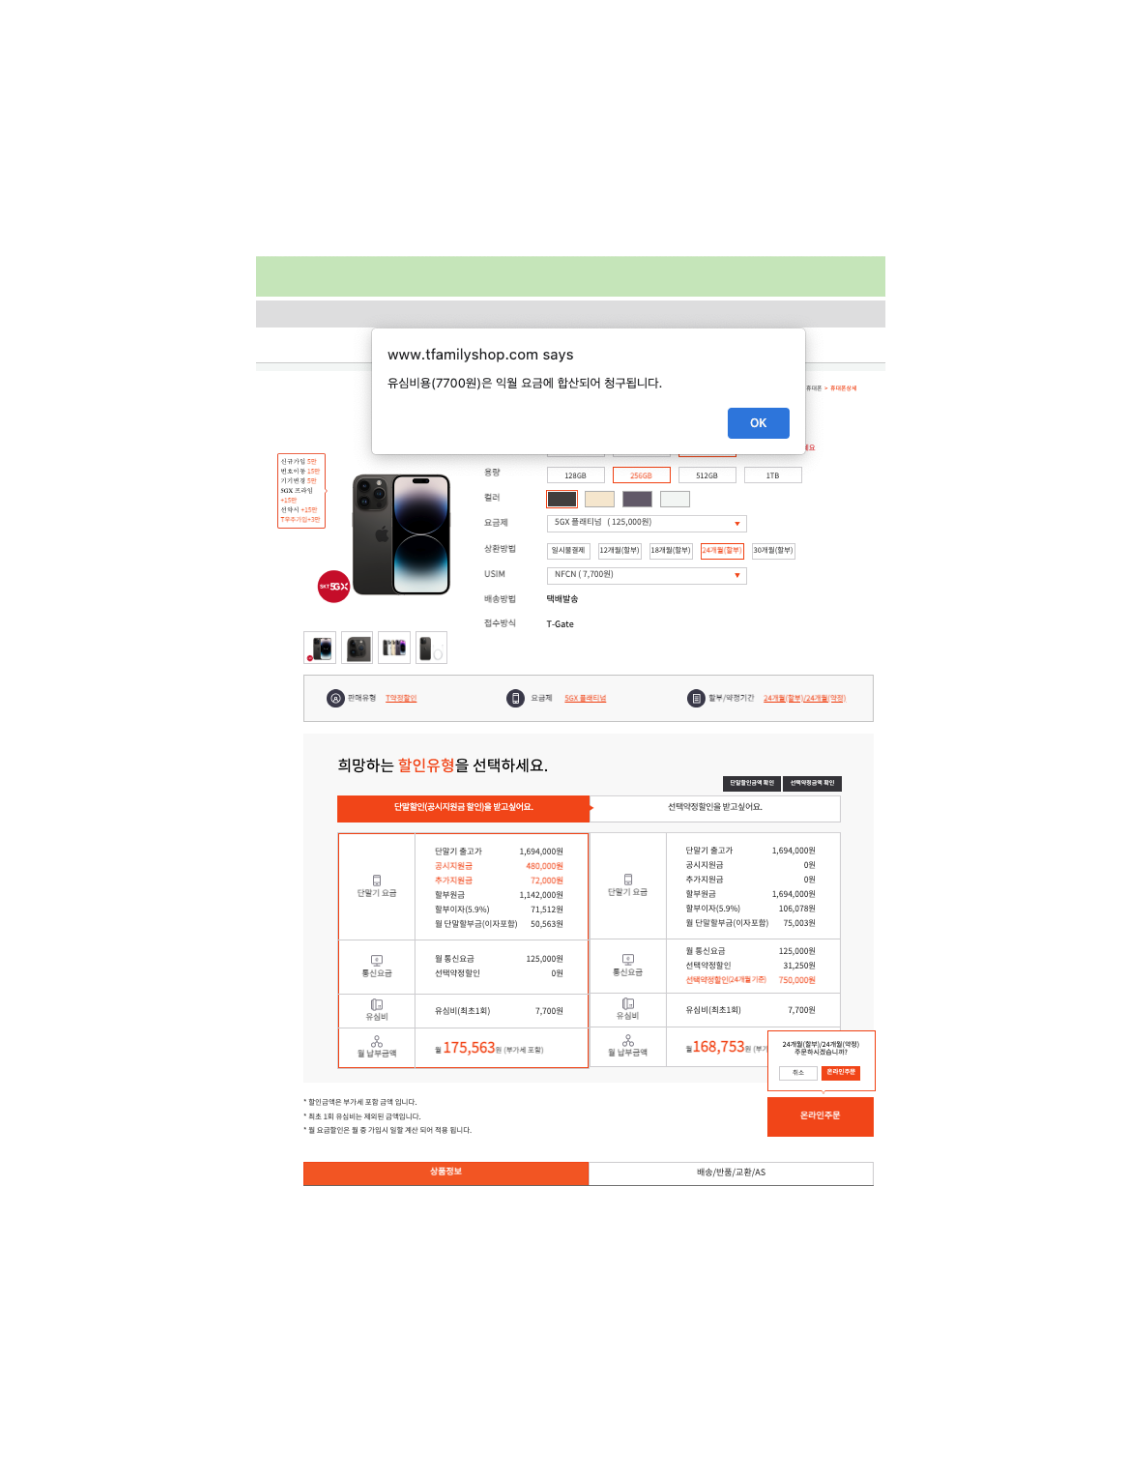 www.tfamilyshop.com says
유심비용(7700원)은 익월 요금에 합산되어 청구됩니다.
OK
휴대폰 > 휴대폰상세
신규가입 5만
번호이동 15만
기기변경 5만
5GX 프라임
+15만
선약시 +15만
T우주가입+3만
SKT 5GX
용량
128GB
256GB
512GB
1TB
컬러
요금제
5GX 플래티넘 ( 125,000원)
상환방법
일시불결제
12개월(할부)
18개월(할부)
24개월(할부)
30개월(할부)
USIM
NFCN ( 7,700원)
배송방법
택배발송
접수방식
T-Gate
판매유형 T약정할인
요금제 5GX 플래티넘
할부/약정기간 24개월(할부)/24개월(약정)
희망하는 할인유형을 선택하세요.
단말할인금액 확인
선택약정금액 확인
단말할인(공시지원금 할인)을 받고싶어요.
선택약정할인을 받고싶어요.
단말기 요금
단말기 출고가 1,694,000원
공시지원금 480,000원
추가지원금 72,000원
할부원금 1,142,000원
할부이자(5.9%) 71,512원
월 단말할부금(이자포함) 50,563원
통신요금
월 통신요금 125,000원
선택약정할인 0원
유심비
유심비(최초1회) 7,700원
월 납부금액
월 175,563원 (부가세 포함)
단말기 요금
단말기 출고가 1,694,000원
공시지원금 0원
추가지원금 0원
할부원금 1,694,000원
할부이자(5.9%) 106,078원
월 단말할부금(이자포함) 75,003원
통신요금
월 통신요금 125,000원
선택약정할인 31,250원
선택약정할인(24개월 기준) 750,000원
유심비
유심비(최초1회) 7,700원
월 납부금액
월168,753원 (부가
24개월(할부)/24개월(약정)
주문하시겠습니까?
취소
온라인주문
온라인주문
* 할인금액은 부가세 포함 금액 입니다.
* 최초 1회 유심비는 제외된 금액입니다.
* 월 요금할인은 월 중 가입시 일할 계산 되어 적용 됩니다.
상품정보
배송/반품/교환/AS